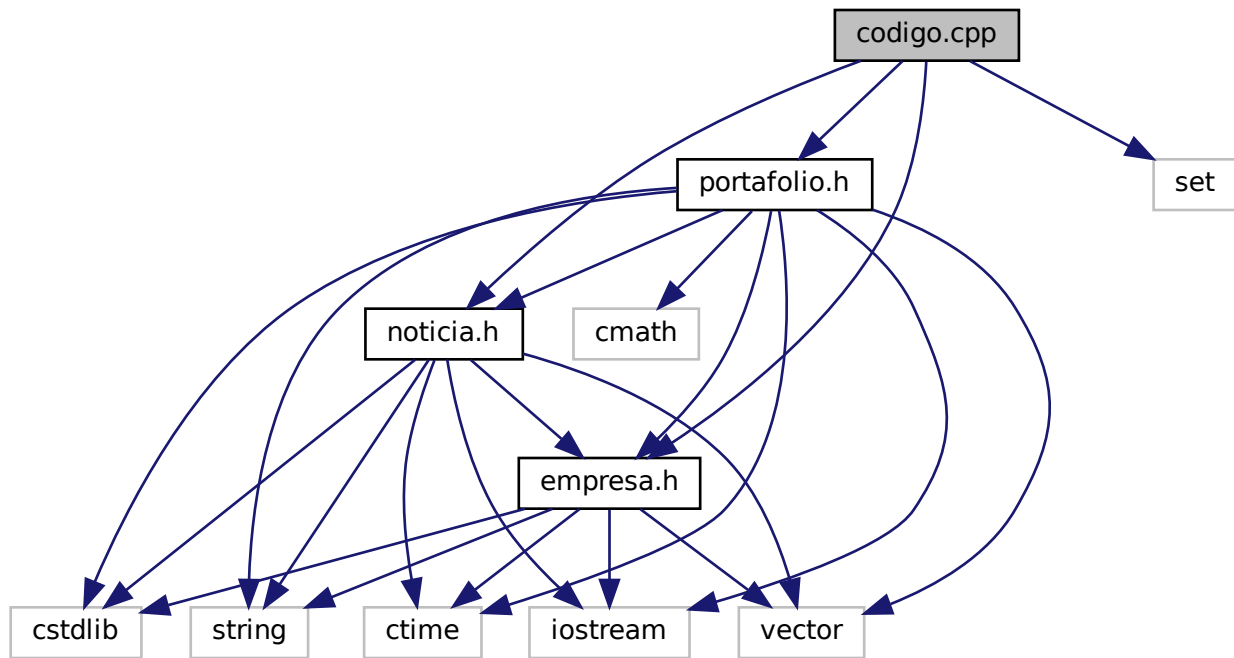 codigo.cpp
portafolio.h
set
noticia.h
cmath
empresa.h
cstdlib
string
ctime
iostream
vector